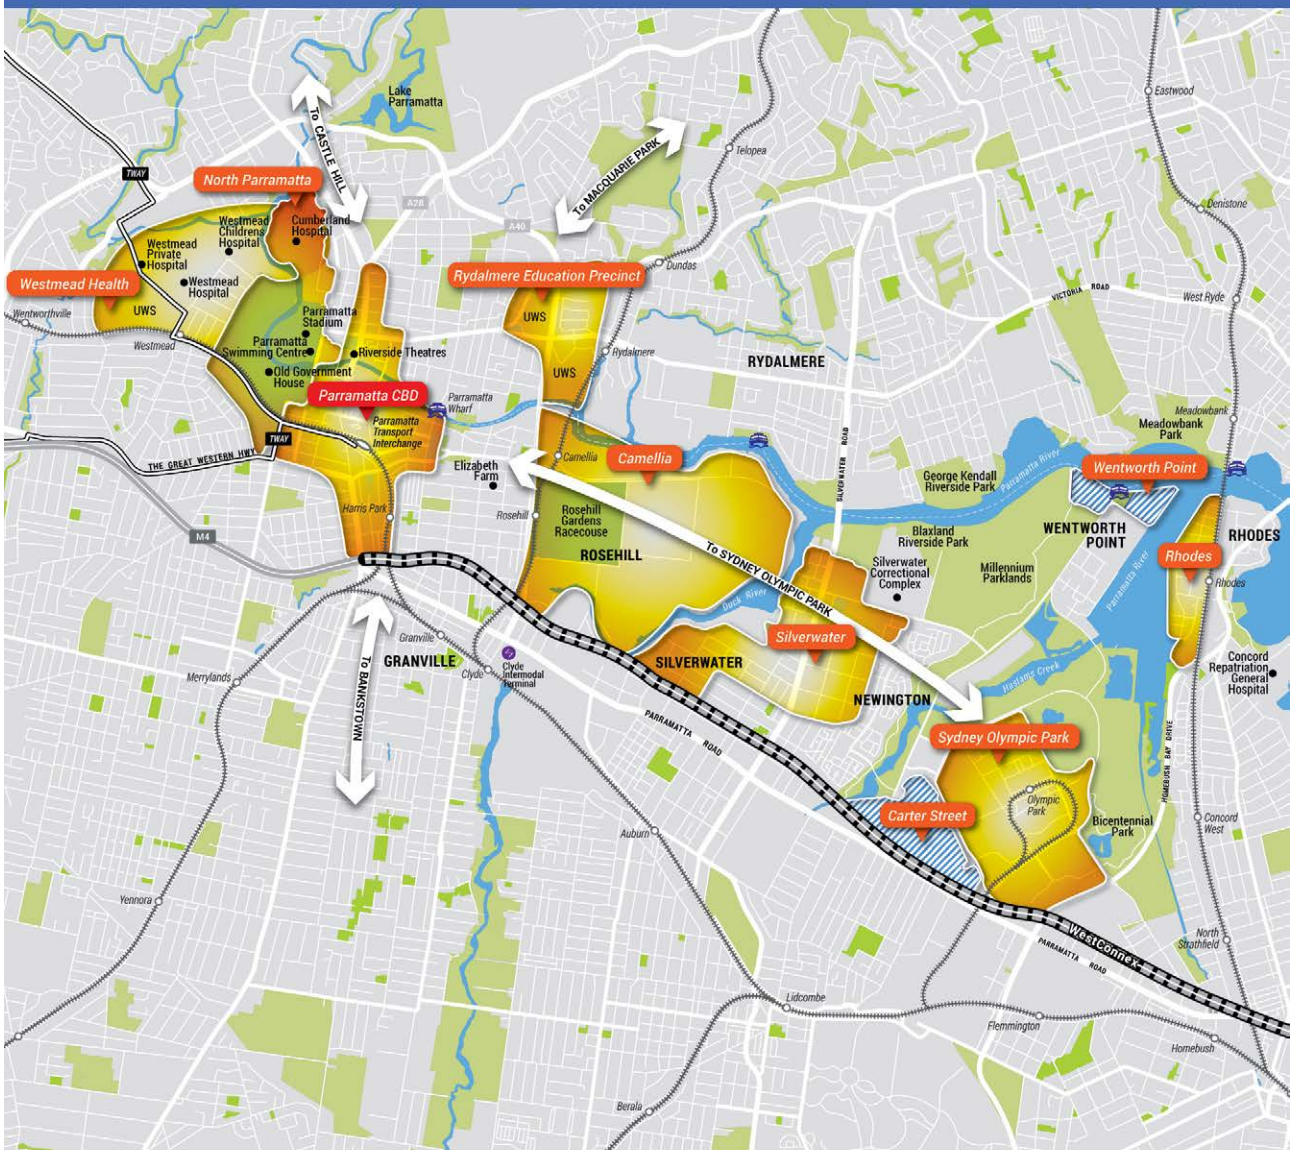 Eastwood
Lake
Parramatta
To CASTLE HILL
To MACQUARIE PARK
Telopea
TWAY
North Parramatta
A28
A40
Denistone
Westmead
Childrens
Hospital
Cumberland
Hospital
Westmead
Private
Hospital
Westmead Health
Westmead
Hospital
UWS
Rydalmere Education Precinct
Dundas
VICTORIA ROAD
West Ryde
Wentworthville
Westmead
Parramatta
Stadium
Parramatta
Swimming Centre
Riverside Theatres
Old Government
House
UWS
UWS
Rydalmere
RYDALMERE
Parramatta CBD
Parramatta
Wharf
Parramatta
Transport
Interchange
TWAY
THE GREAT WESTERN HWY
Meadowbank
Meadowbank
Park
Camellia
Camellia
SILVERWATER ROAD
Elizabeth
Farm
George Kendall
Riverside Park
Parramatta River
Wentworth Point
Harris Park
Rosehill
Rosehill
Gardens
Racecouse
ROSEHILL
M4
To SYDNEY OLYMPIC PARK
Blaxland
Riverside Park
WENTWORTH
POINT
RHODES
Rhodes
Rhodes
Silverwater
Correctional
Complex
Millennium
Parklands
Parramatta River
Duck River
Granville
GRANVILLE
Merrylands
Clyde
Clyde
Intermodal
Terminal
To BANKSTOWN
SILVERWATER
Silverwater
NEWINGTON
Haslams Creek
Concord
Repatriation
General
Hospital
PARRAMATTA ROAD
Sydney Olympic Park
HOMEBUSH BAY DRIVE
Carter Street
Olympic
Park
Bicentennial
Park
Concord
West
Auburn
Yennora
WestConnex
PARRAMATTA ROAD
North
Strathfield
Lidcombe
Flemmington
Homebush
Berala